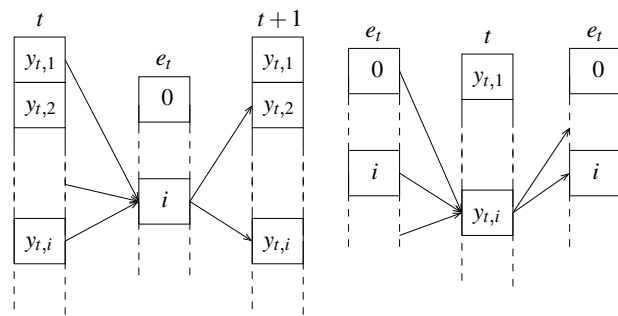 t
y_{t,1}
y_{t,2}
y_{t,i}
e_t
0
i
t + 1
y_{t,1}
y_{t,2}
y_{t,i}
e_t
0
i
t
y_{t,1}
y_{t,i}
e_t
0
i